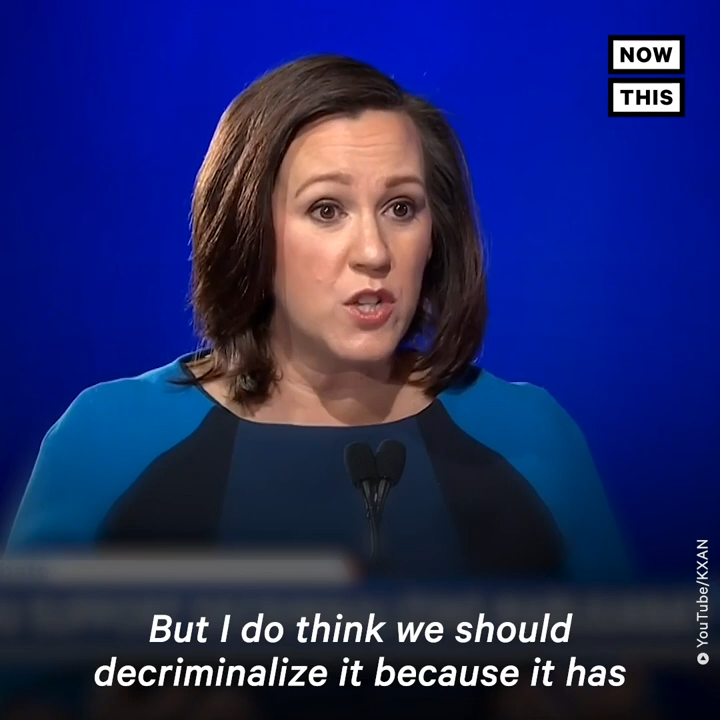 NOW
THIS
YouTube/KXAN
But I do think we should
decriminalize it because it has